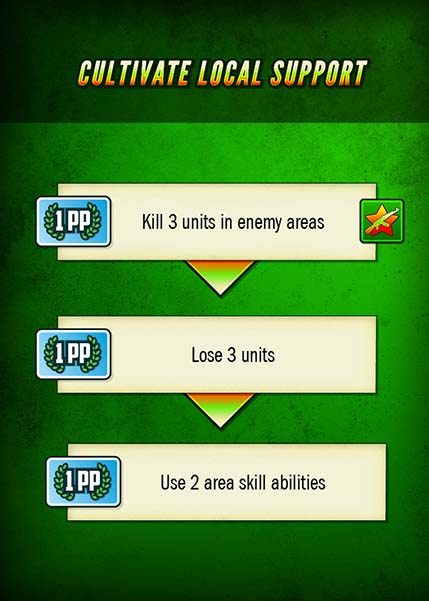 CULTIVATE LOCAL SUPPORT
1 PP
Kill 3 units in enemy areas
1 PP
Lose 3 units
1 PP
Use 2 area skill abilities